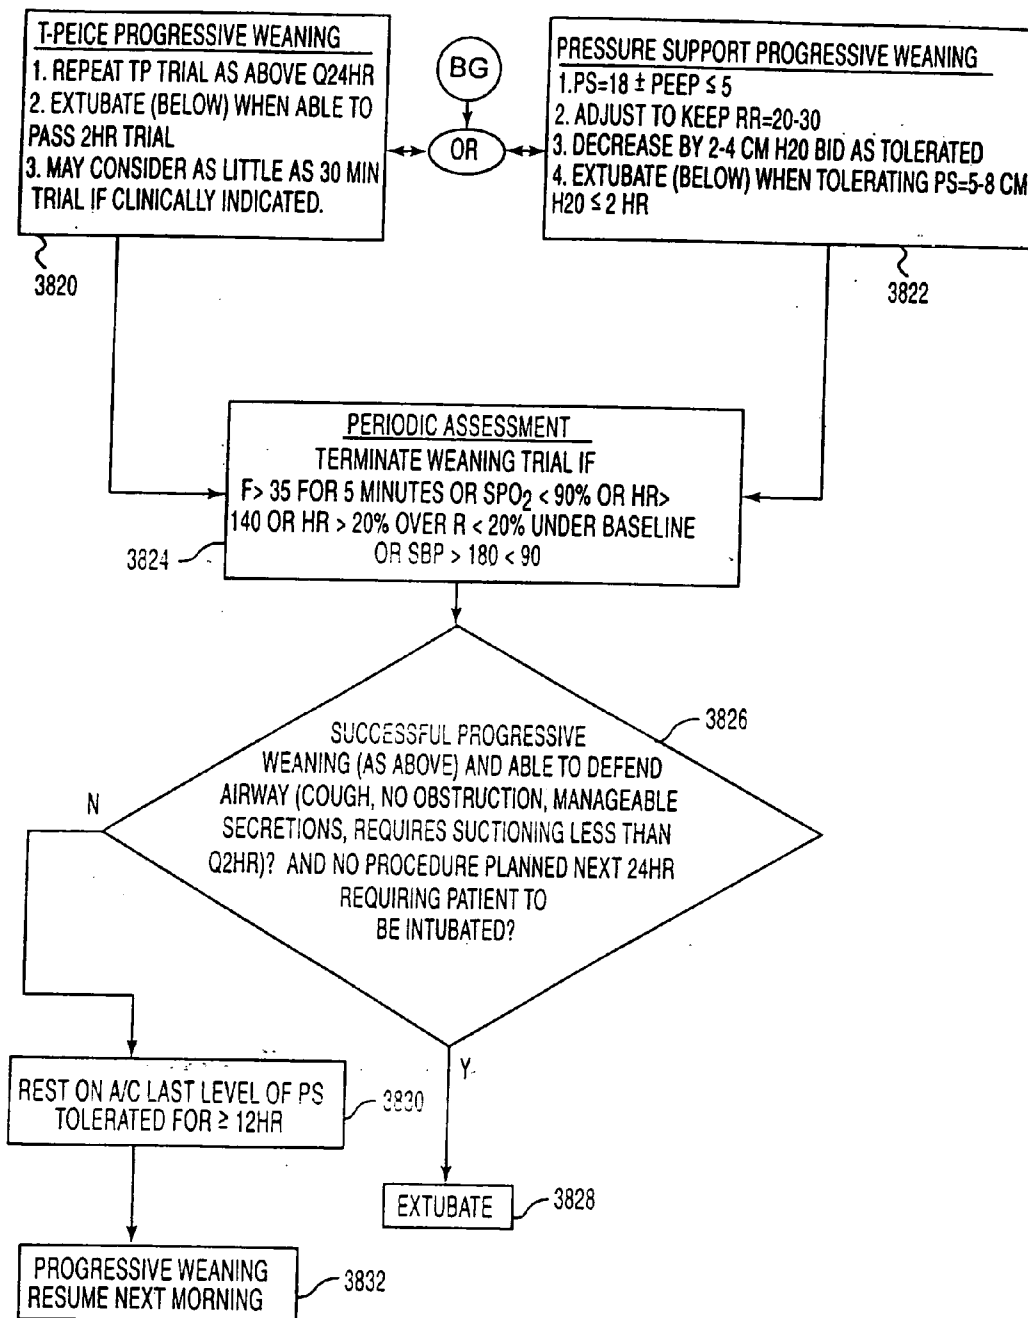 T-PEICE PROGRESSIVE WEANING
1. REPEAT TP TRIAL AS ABOVE Q24HR
2. EXTUBATE (BELOW) WHEN ABLE TO
PASS 2HR TRIAL
3. MAY CONSIDER AS LITTLE AS 30 MIN
TRIAL IF CLINICALLY INDICATED.
3820
BG
OR
PRESSURE SUPPORT PROGRESSIVE WEANING
1.PS=18 ± PEEP ≤ 5
2. ADJUST TO KEEP RR=20-30
3. DECREASE BY 2-4 CM H20 BID AS TOLERATED
4. EXTUBATE (BELOW) WHEN TOLERATING PS=5-8 CM
H20 ≤ 2 HR
3822
PERIODIC ASSESSMENT
TERMINATE WEANING TRIAL IF
F> 35 FOR 5 MINUTES OR SPO₂ < 90% OR HR>
140 OR HR > 20% OVER R < 20% UNDER BASELINE
OR SBP > 180 < 90
3824
SUCCESSFUL PROGRESSIVE
WEANING (AS ABOVE) AND ABLE TO DEFEND
AIRWAY (COUGH, NO OBSTRUCTION, MANAGEABLE
SECRETIONS, REQUIRES SUCTIONING LESS THAN
Q2HR)? AND NO PROCEDURE PLANNED NEXT 24HR
REQUIRING PATIENT TO
BE INTUBATED?
3826
N
Y
REST ON A/C LAST LEVEL OF PS
TOLERATED FOR ≥ 12HR
3830
EXTUBATE
3828
PROGRESSIVE WEANING
RESUME NEXT MORNING
3832